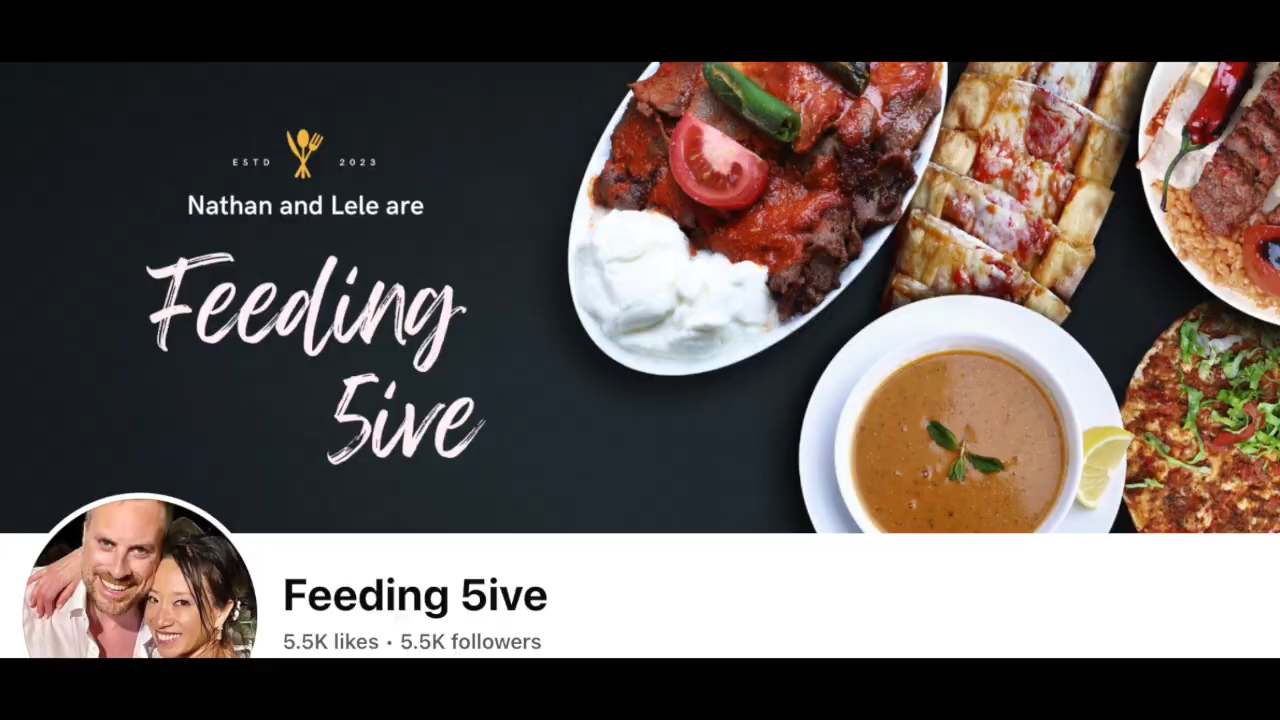 ESTD 2023
Nathan and Lele are
Feeding
5ive
Feeding 5ive
5.5K likes • 5.5K followers